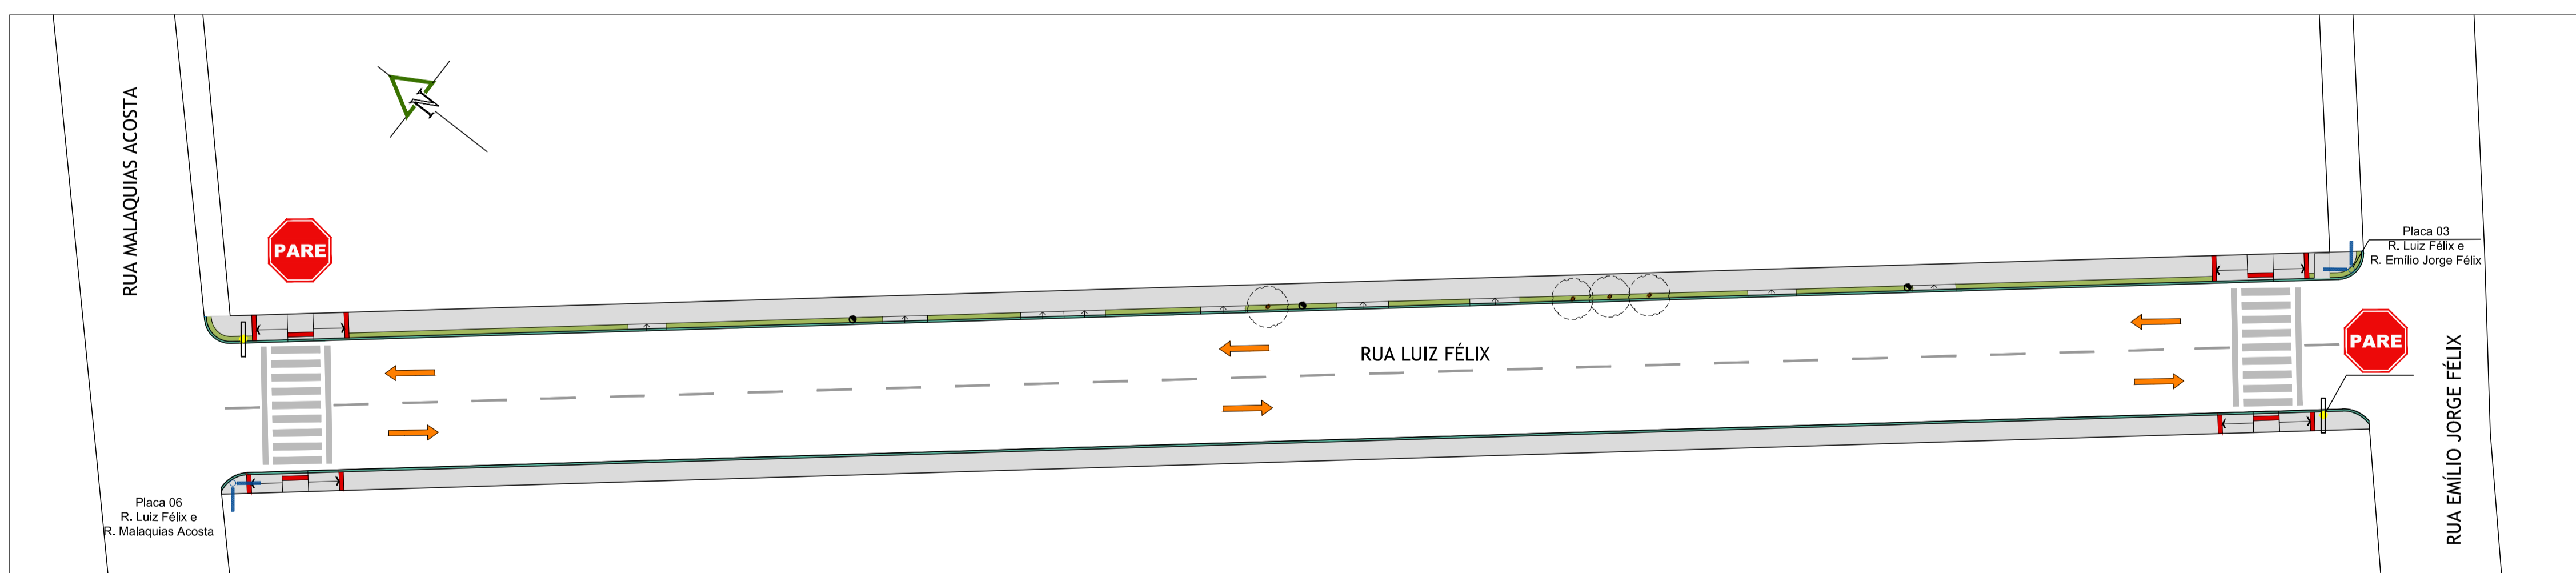 RUA MALAQUIAS ACOSTA
N
PARE
Placa 03
R. Luiz Félix e
R. Emílio Jorge Félix
RUA LUIZ FÉLIX
PARE
RUA EMÍLIO JORGE FÉLIX
Placa 06
R. Luiz Félix e
R. Malaquias Acosta